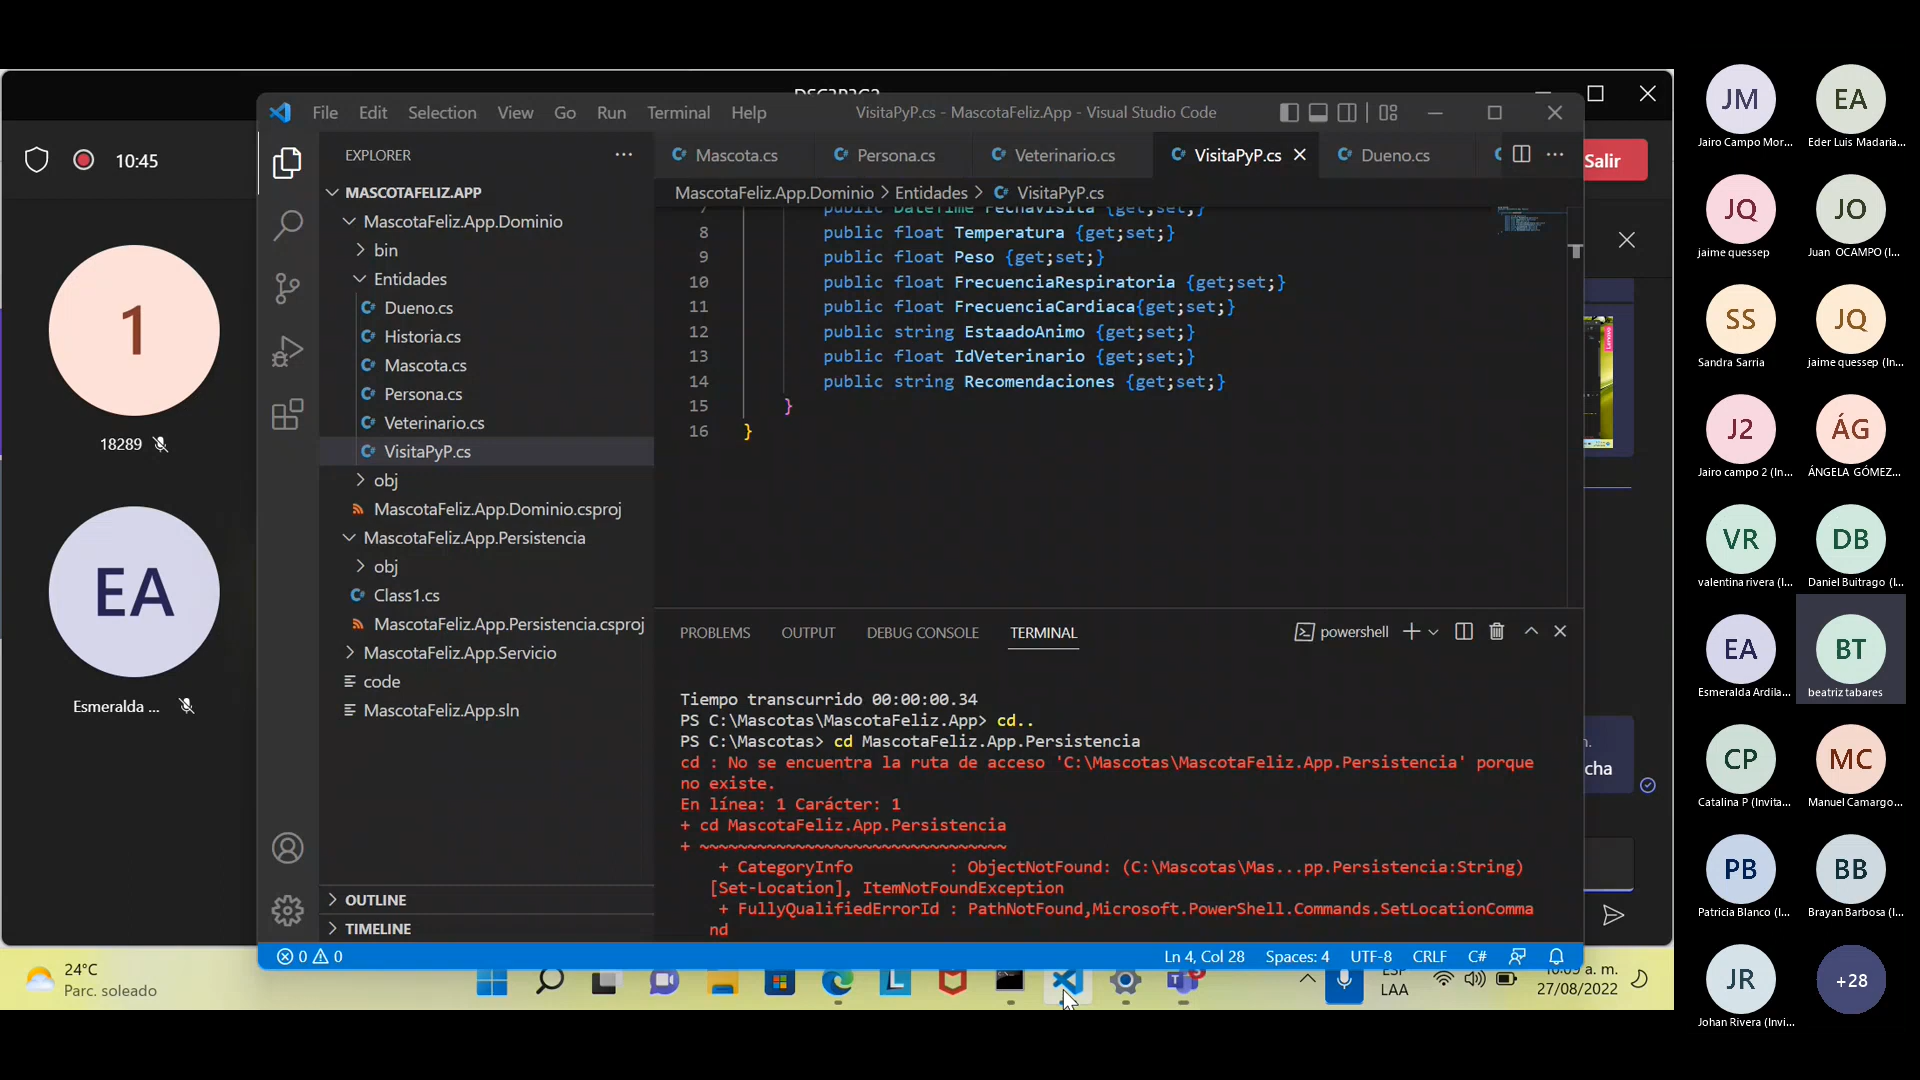 DSC3P3G2
File Edit Selection View Go Run Terminal Help
VisitaPyP.cs - MascotaFeliz.App - Visual Studio Code
10:45
Salir
1
18289
EA
Esmeralda ...
EXPLORER
MASCOTAFELIZ.APP
MascotaFeliz.App.Dominio
bin
Entidades
Dueno.cs
Historia.cs
Mascota.cs
Persona.cs
Veterinario.cs
VisitaPyP.cs
obj
MascotaFeliz.App.Dominio.csproj
MascotaFeliz.App.Persistencia
obj
Class1.cs
MascotaFeliz.App.Persistencia.csproj
MascotaFeliz.App.Servicio
code
MascotaFeliz.App.sln
OUTLINE
TIMELINE
Mascota.cs Persona.cs Veterinario.cs VisitaPyP.cs Dueno.cs
MascotaFeliz.App.Dominio > Entidades > VisitaPyP.cs
7 public DateTime FechaVisita {get;set;}
8 public float Temperatura {get;set;}
9 public float Peso {get;set;}
10 public float FrecuenciaRespiratoria {get;set;}
11 public float FrecuenciaCardiaca{get;set;}
12 public string EstaadoAnimo {get;set;}
13 public float IdVeterinario {get;set;}
14 public string Recomendaciones {get;set;}
15 }
16 }
PROBLEMS OUTPUT DEBUG CONSOLE TERMINAL powershell
Tiempo transcurrido 00:00:00.34
PS C:\Mascotas\MascotaFeliz.App> cd..
PS C:\Mascotas> cd MascotaFeliz.App.Persistencia
cd : No se encuentra la ruta de acceso 'C:\Mascotas\MascotaFeliz.App.Persistencia' porque
no existe.
En línea: 1 Carácter: 1
+ cd MascotaFeliz.App.Persistencia
+ ~~~~~~~~~~~~~~~~~~~~~~~~~~~~~~~~
+ CategoryInfo : ObjectNotFound: (C:\Mascotas\Mas...pp.Persistencia:String)
[Set-Location], ItemNotFoundException
+ FullyQualifiedErrorId : PathNotFound,Microsoft.PowerShell.Commands.SetLocationComma
nd
0 0 Ln 4, Col 28 Spaces: 4 UTF-8 CRLF C#
cha
24°C
Parc. soleado
ESP
LAA
10:09 a. m.
27/08/2022
JM EA
Jairo Campo Mor... Eder Luis Madaria...
JQ JO
jaime quessep Juan OCAMPO (I...
SS JQ
Sandra Sarria jaime quessep (In...
J2 ÁG
Jairo campo 2 (In... ÁNGELA GÓMEZ...
VR DB
valentina rivera (I... Daniel Buitrago (I...
EA BT
Esmeralda Ardila... beatriz tabares
CP MC
Catalina P (Invita... Manuel Camargo...
PB BB
Patricia Blanco (I... Brayan Barbosa (I...
JR +28
Johan Rivera (Invi...